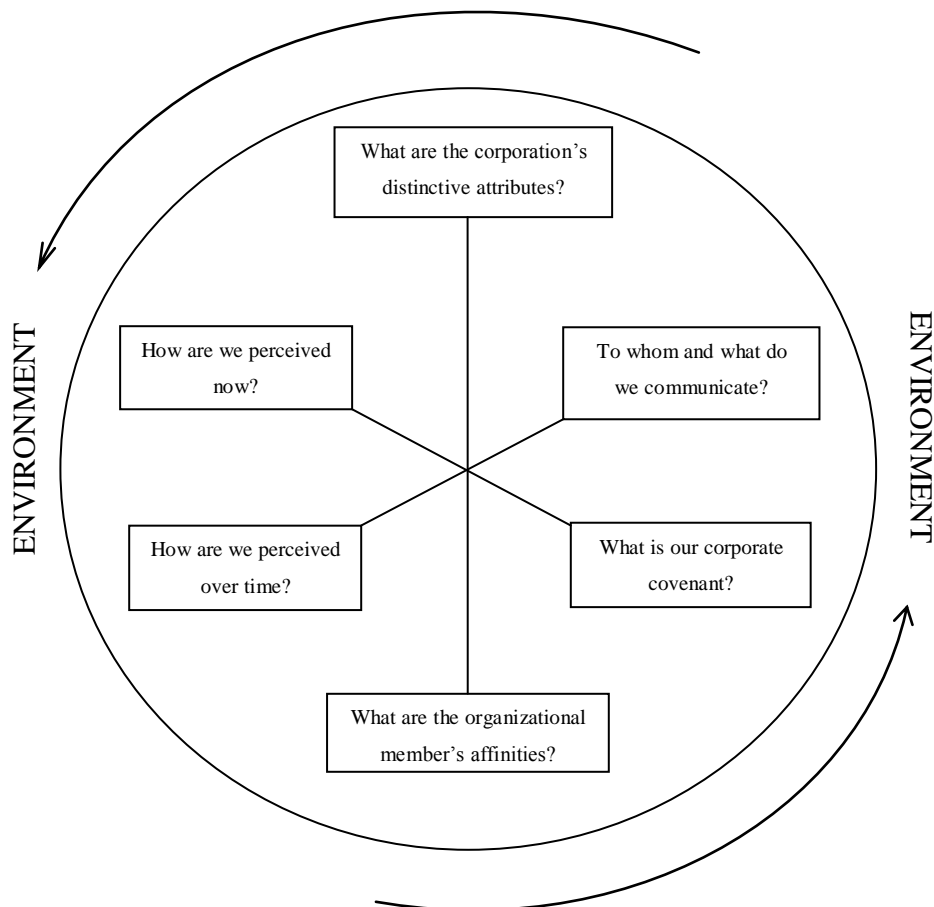 What are the corporation’s
distinctive attributes?
ENVIRONMENT
How are we perceived
now?
To whom and what do
we communicate?
ENVIRONMENT
How are we perceived
over time?
What is our corporate
covenant?
What are the organizational
member’s affinities?